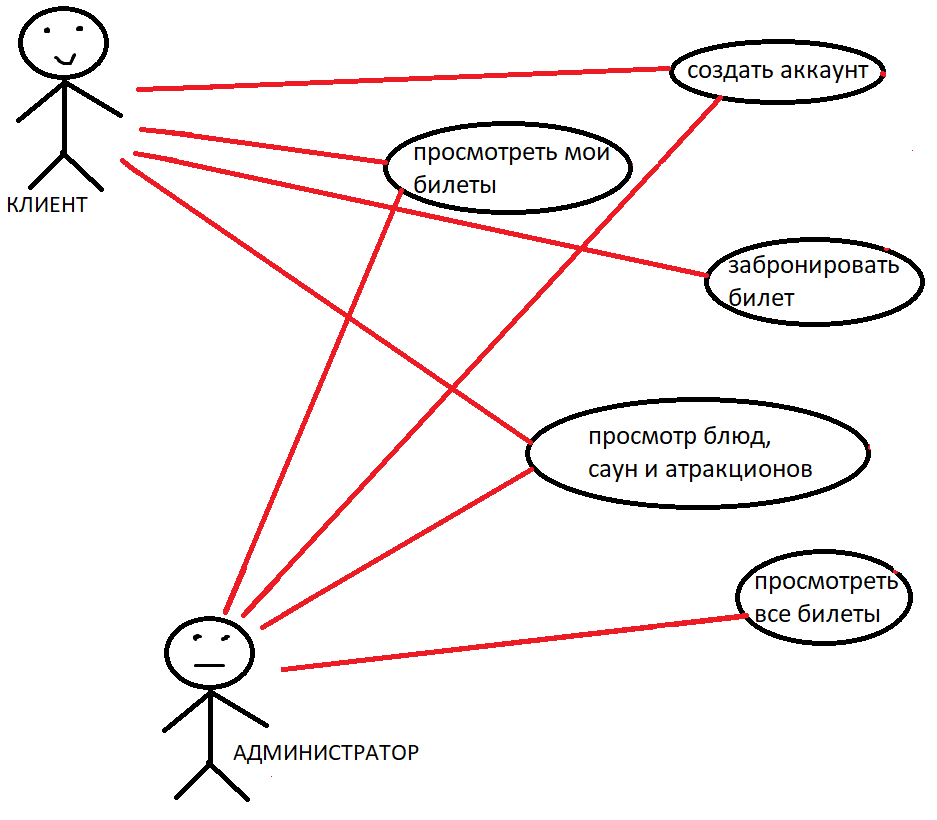 создать аккаунт
просмотреть мои
билеты
КЛИЕНТ
забронировать
билет
просмотр блюд,
саун и атракционов
просмотреть
все билеты
АДМИНИСТРАТОР